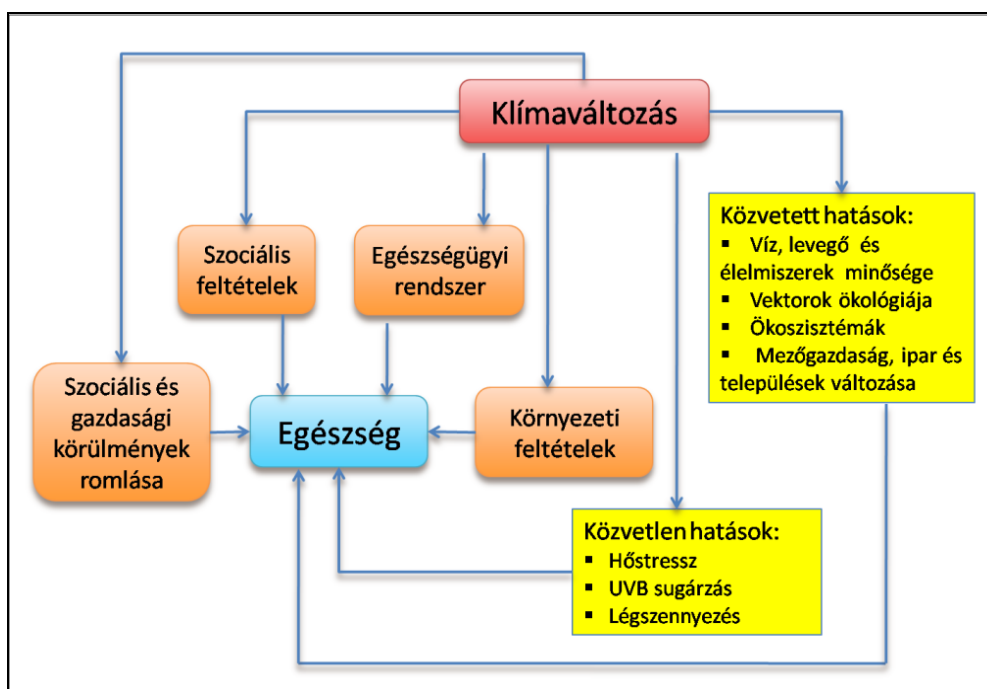 Klímaváltozás
Szociális
feltételek
Egészségügyi
rendszer
Közvetett hatások:
▪ Víz, levegő és
élelmiszerek minősége
▪ Vektorok ökológiája
▪ Ökoszisztémák
▪ Mezőgazdaság, ipar és
települések változása
Szociális és
gazdasági
körülmények
romlása
Egészség
Környezeti
feltételek
Közvetlen hatások:
▪ Hőstressz
▪ UVB sugárzás
▪ Légszennyezés